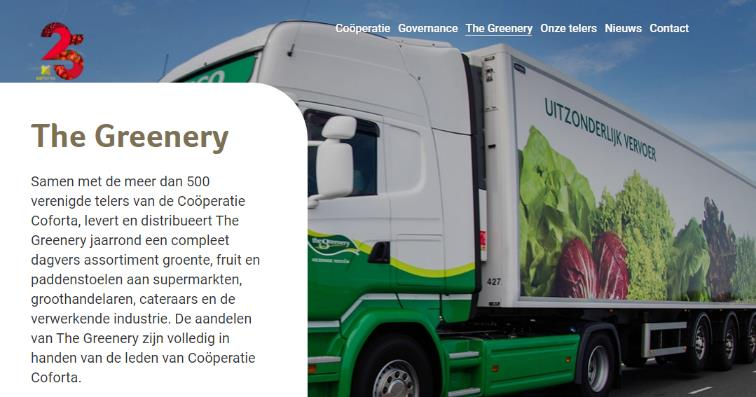 25
Coöperatie Governance The Greenery Onze telers Nieuws Contact
The Greenery
Samen met de meer dan 500
verenigde telers van de Coöperatie
Coforta, levert en distribueert The
Greenery jaarrond een compleet
dagvers assortiment groente, fruit en
paddenstoelen aan supermarkten,
groothandelaren, cateraars en de
verwerkende industrie. De aandelen
van The Greenery zijn volledig in
handen van de leden van Coöperatie
Coforta.
UITZONDERLIJK VERVOER
the greenery
427